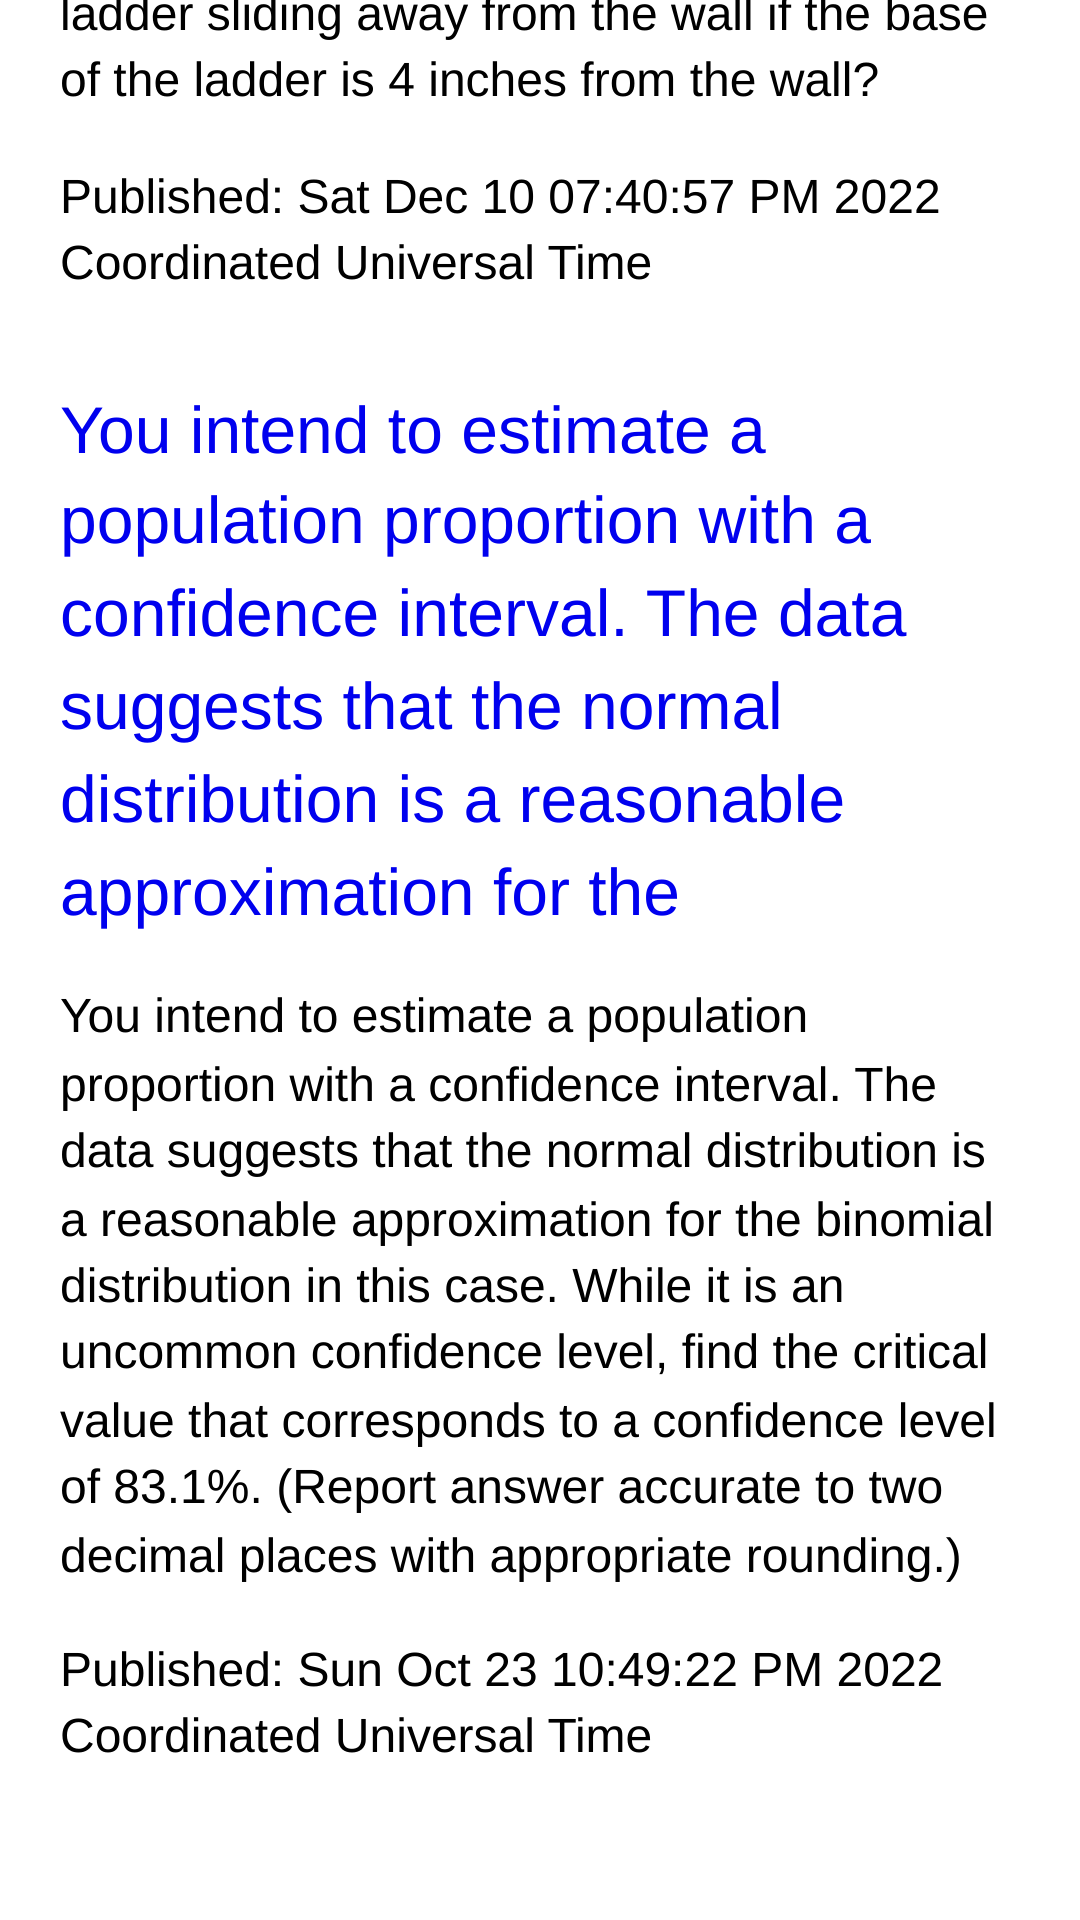 ladder sliding away from the wall if the base
of the ladder is 4 inches from the wall?
Published: Sat Dec 10 07:40:57 PM 2022
Coordinated Universal Time
You intend to estimate a
population proportion with a
confidence interval. The data
suggests that the normal
distribution is a reasonable
approximation for the
You intend to estimate a population
proportion with a confidence interval. The
data suggests that the normal distribution is
a reasonable approximation for the binomial
distribution in this case. While it is an
uncommon confidence level, find the critical
value that corresponds to a confidence level
of 83.1%. (Report answer accurate to two
decimal places with appropriate rounding.)
Published: Sun Oct 23 10:49:22 PM 2022
Coordinated Universal Time